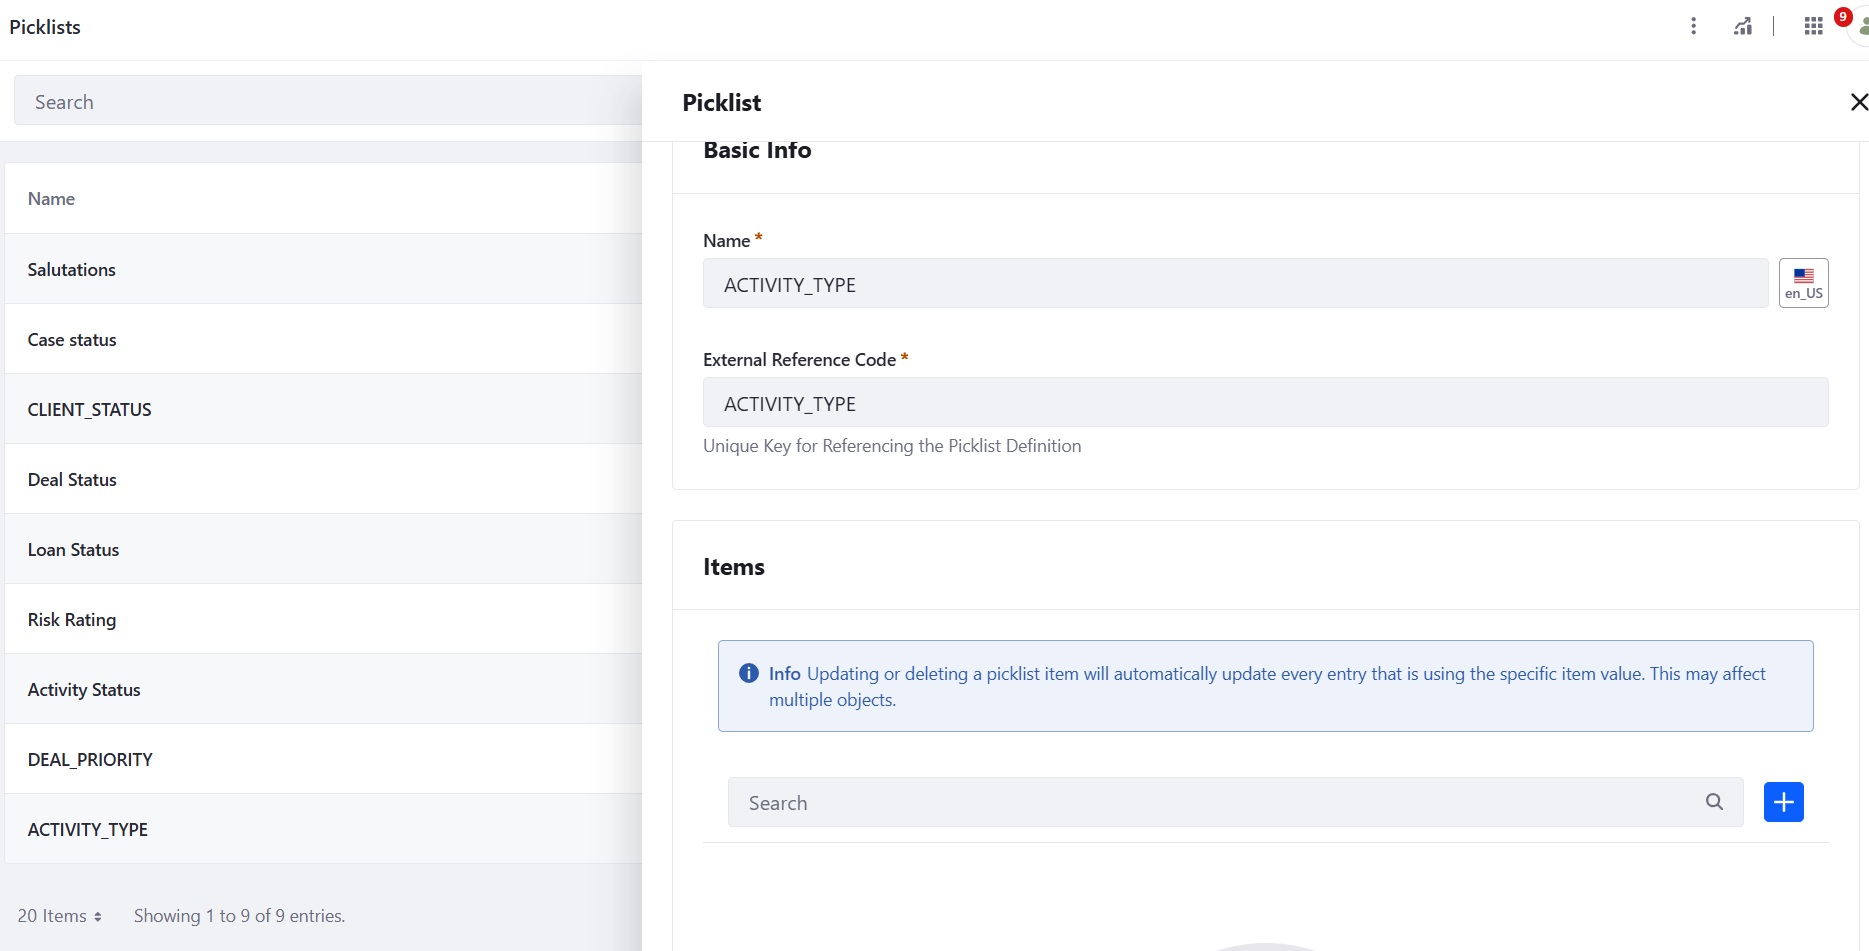 Picklists
9
Search
Name
Salutations
Case status
CLIENT_STATUS
Deal Status
Loan Status
Risk Rating
Activity Status
DEAL_PRIORITY
ACTIVITY_TYPE
20 Items
Showing 1 to 9 of 9 entries.
Picklist
Basic Info
Name *
ACTIVITY_TYPE
en_US
External Reference Code *
ACTIVITY_TYPE
Unique Key for Referencing the Picklist Definition
Items
Info Updating or deleting a picklist item will automatically update every entry that is using the specific item value. This may affect
multiple objects.
Search